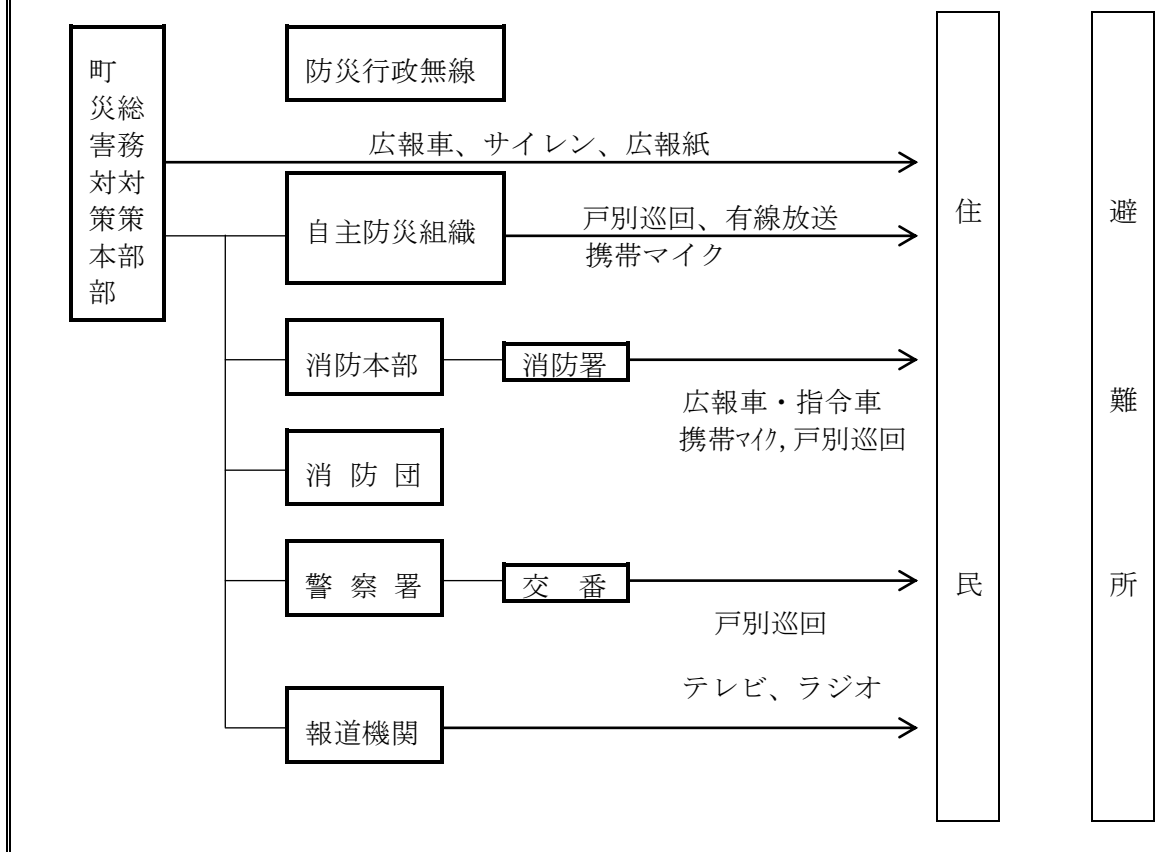 町
災総
害務
対対
策策
本部
部
防災行政無線
広報車、サイレン、広報紙
自主防災組織
戸別巡回、有線放送
携帯マイク
消防本部
消防署
広報車・指令車
携帯ﾏｲｸ,戸別巡回
消 防 団
警 察 署
交 番
戸別巡回
テレビ、ラジオ
報道機関
住民
避難所